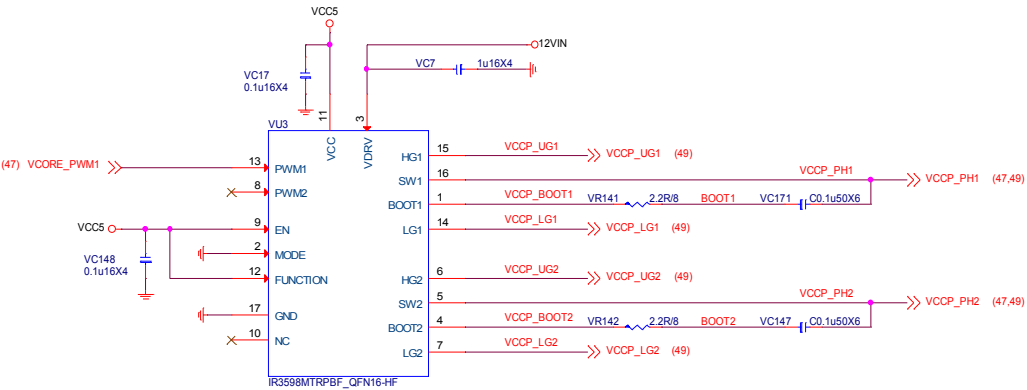 VCC5
12VIN
VC7 1u16X4
VC17
0.1u16X4
11
3
VU3
VCC
VDRV
(47) VCORE_PWM1 13 PWM1
8 PWM2
VCC5 9 EN
2 MODE
VC148
0.1u16X4
12 FUNCTION
17 GND
10 NC
HG1 15 VCCP_UG1 VCCP_UG1 (49)
SW1 16 VCCP_PH1 VCCP_PH1 (47,49)
BOOT1 1 VCCP_BOOT1 VR141 2.2R/8 BOOT1 VC171 C0.1u50X6
LG1 14 VCCP_LG1 VCCP_LG1 (49)
HG2 6 VCCP_UG2 VCCP_UG2 (49)
SW2 5 VCCP_PH2 VCCP_PH2 (47,49)
BOOT2 4 VCCP_BOOT2 VR142 2.2R/8 BOOT2 VC147 C0.1u50X6
LG2 7 VCCP_LG2 VCCP_LG2 (49)
IR3598MTRPBF_QFN16-HF